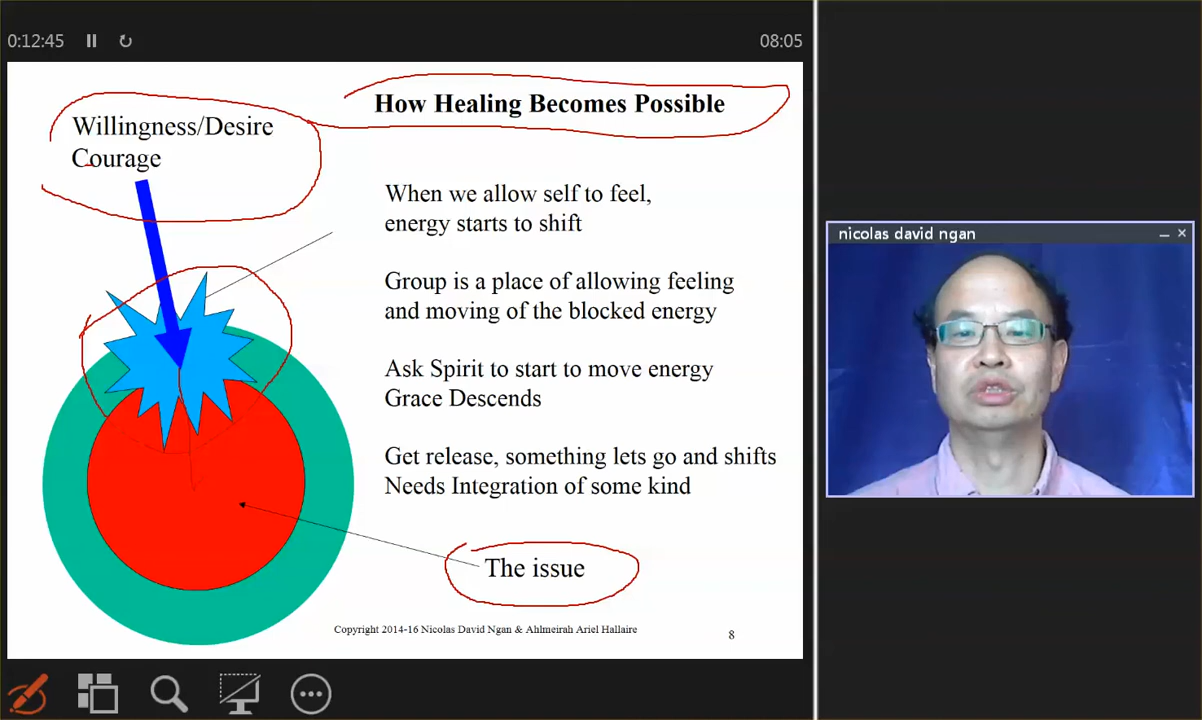 0:12:45
08:05
How Healing Becomes Possible
Willingness/Desire
Courage
When we allow self to feel,
energy starts to shift
Group is a place of allowing feeling
and moving of the blocked energy
Ask Spirit to start to move energy
Grace Descends
Get release, something lets go and shifts
Needs Integration of some kind
The issue
Copyright 2014-16 Nicolas David Ngan & Ahlmeirah Ariel Hallaire
8
nicolas david ngan